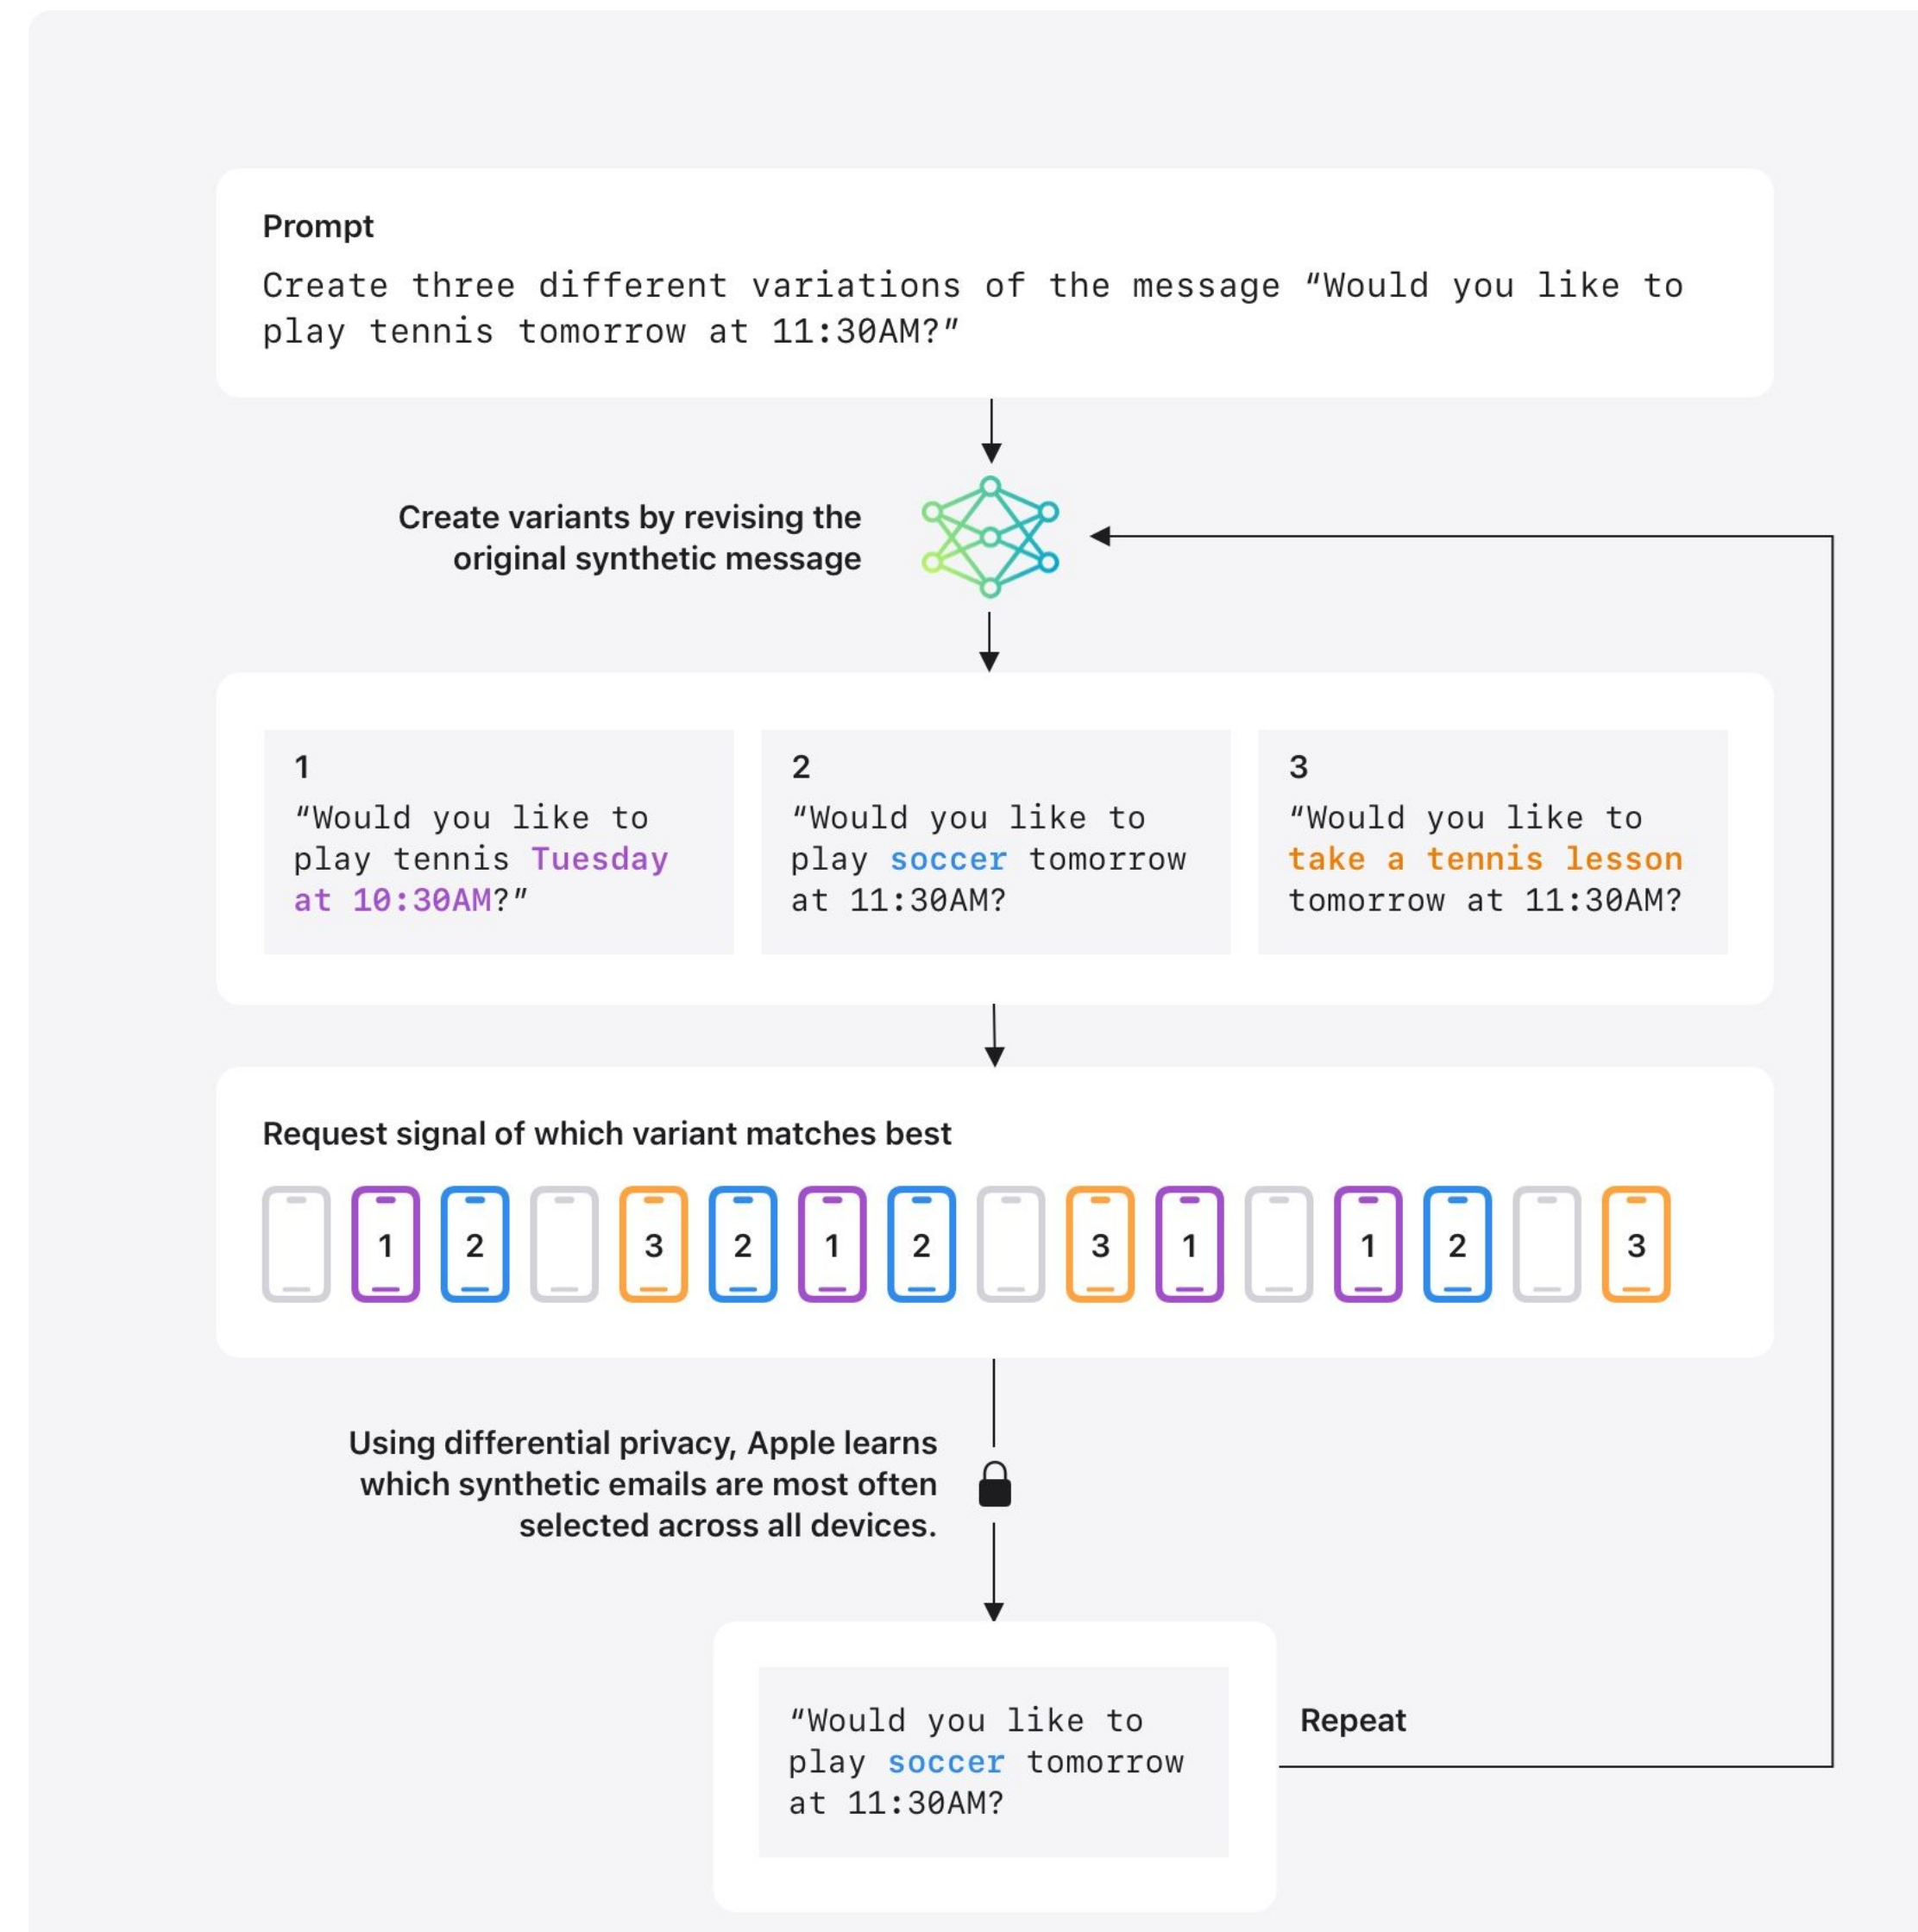 Prompt
Create three different variations of the message “Would you like to
play tennis tomorrow at 11:30AM?”
Create variants by revising the
original synthetic message
1
“Would you like to
play tennis Tuesday
at 10:30AM?”
2
“Would you like to
play soccer tomorrow
at 11:30AM?
3
“Would you like to
take a tennis lesson
tomorrow at 11:30AM?
Request signal of which variant matches best
1 2 3 2 1 2 3 1 1 2 3
Using differential privacy, Apple learns
which synthetic emails are most often
selected across all devices.
“Would you like to
play soccer tomorrow
at 11:30AM?
Repeat